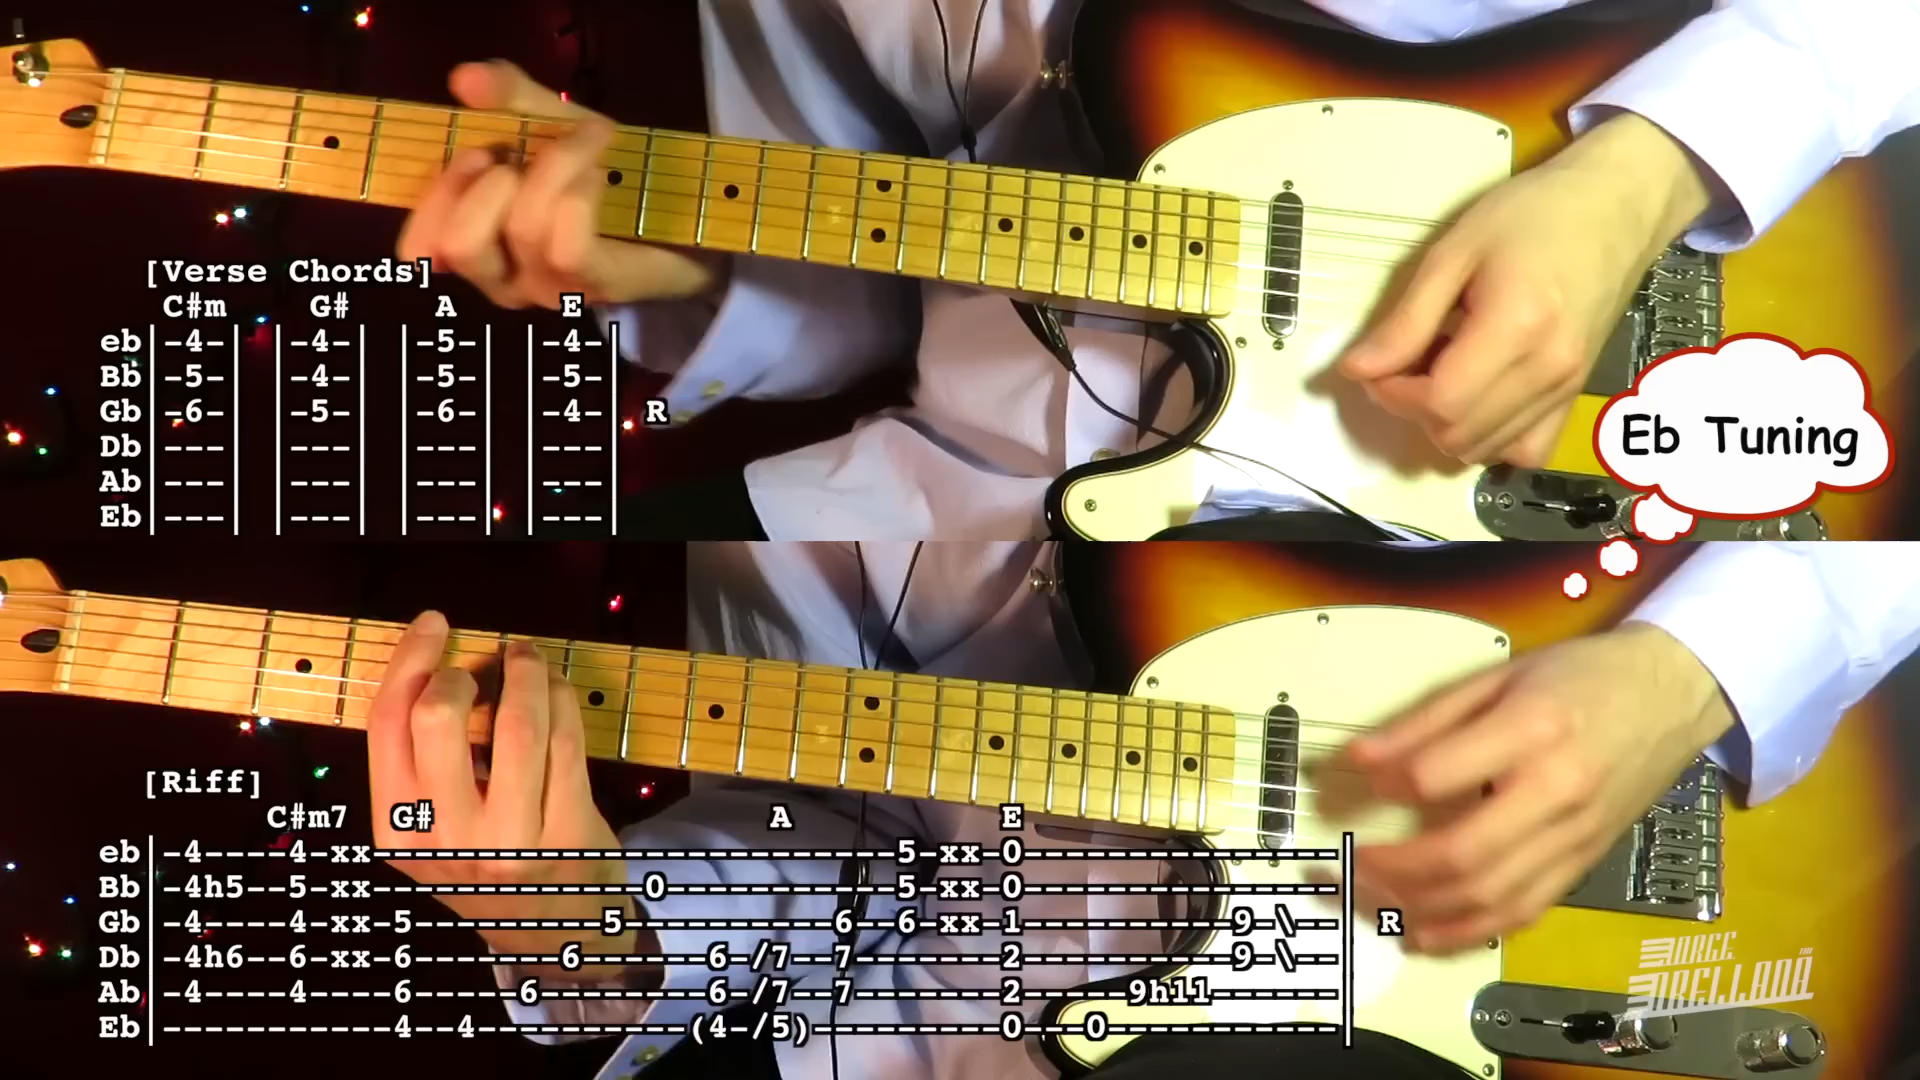 [Verse Chords]
C#m G# A E
eb|-4-| |-4-| |-5-| |-4-|
Bb|-5-| |-4-| |-5-| |-5-|
Gb|-6-| |-5-| |-6-| |-4-| R
Db|---| |---| |---| |---|
Ab|---| |---| |---| |---|
Eb|---| |---| |---| |---|
Eb Tuning
[Riff]
C#m7 G# A E
eb|-4----4-xx-------------------------5-xx-0---------------|
Bb|-4h5--5-xx-------------0-----------5-xx-0---------------|
Gb|-4----4-xx-5---------5----------6--6-xx-1----------9-\--| R
Db|-4h6--6-xx-6-------6------6-/7--7-------2----------9-\--|
Ab|-4----4----6-----6--------6-/7--7-------2-----9h11------|
Eb|-----------4--4----------(4-/5)---------0---0-----------|
JORGE
ORELLANA